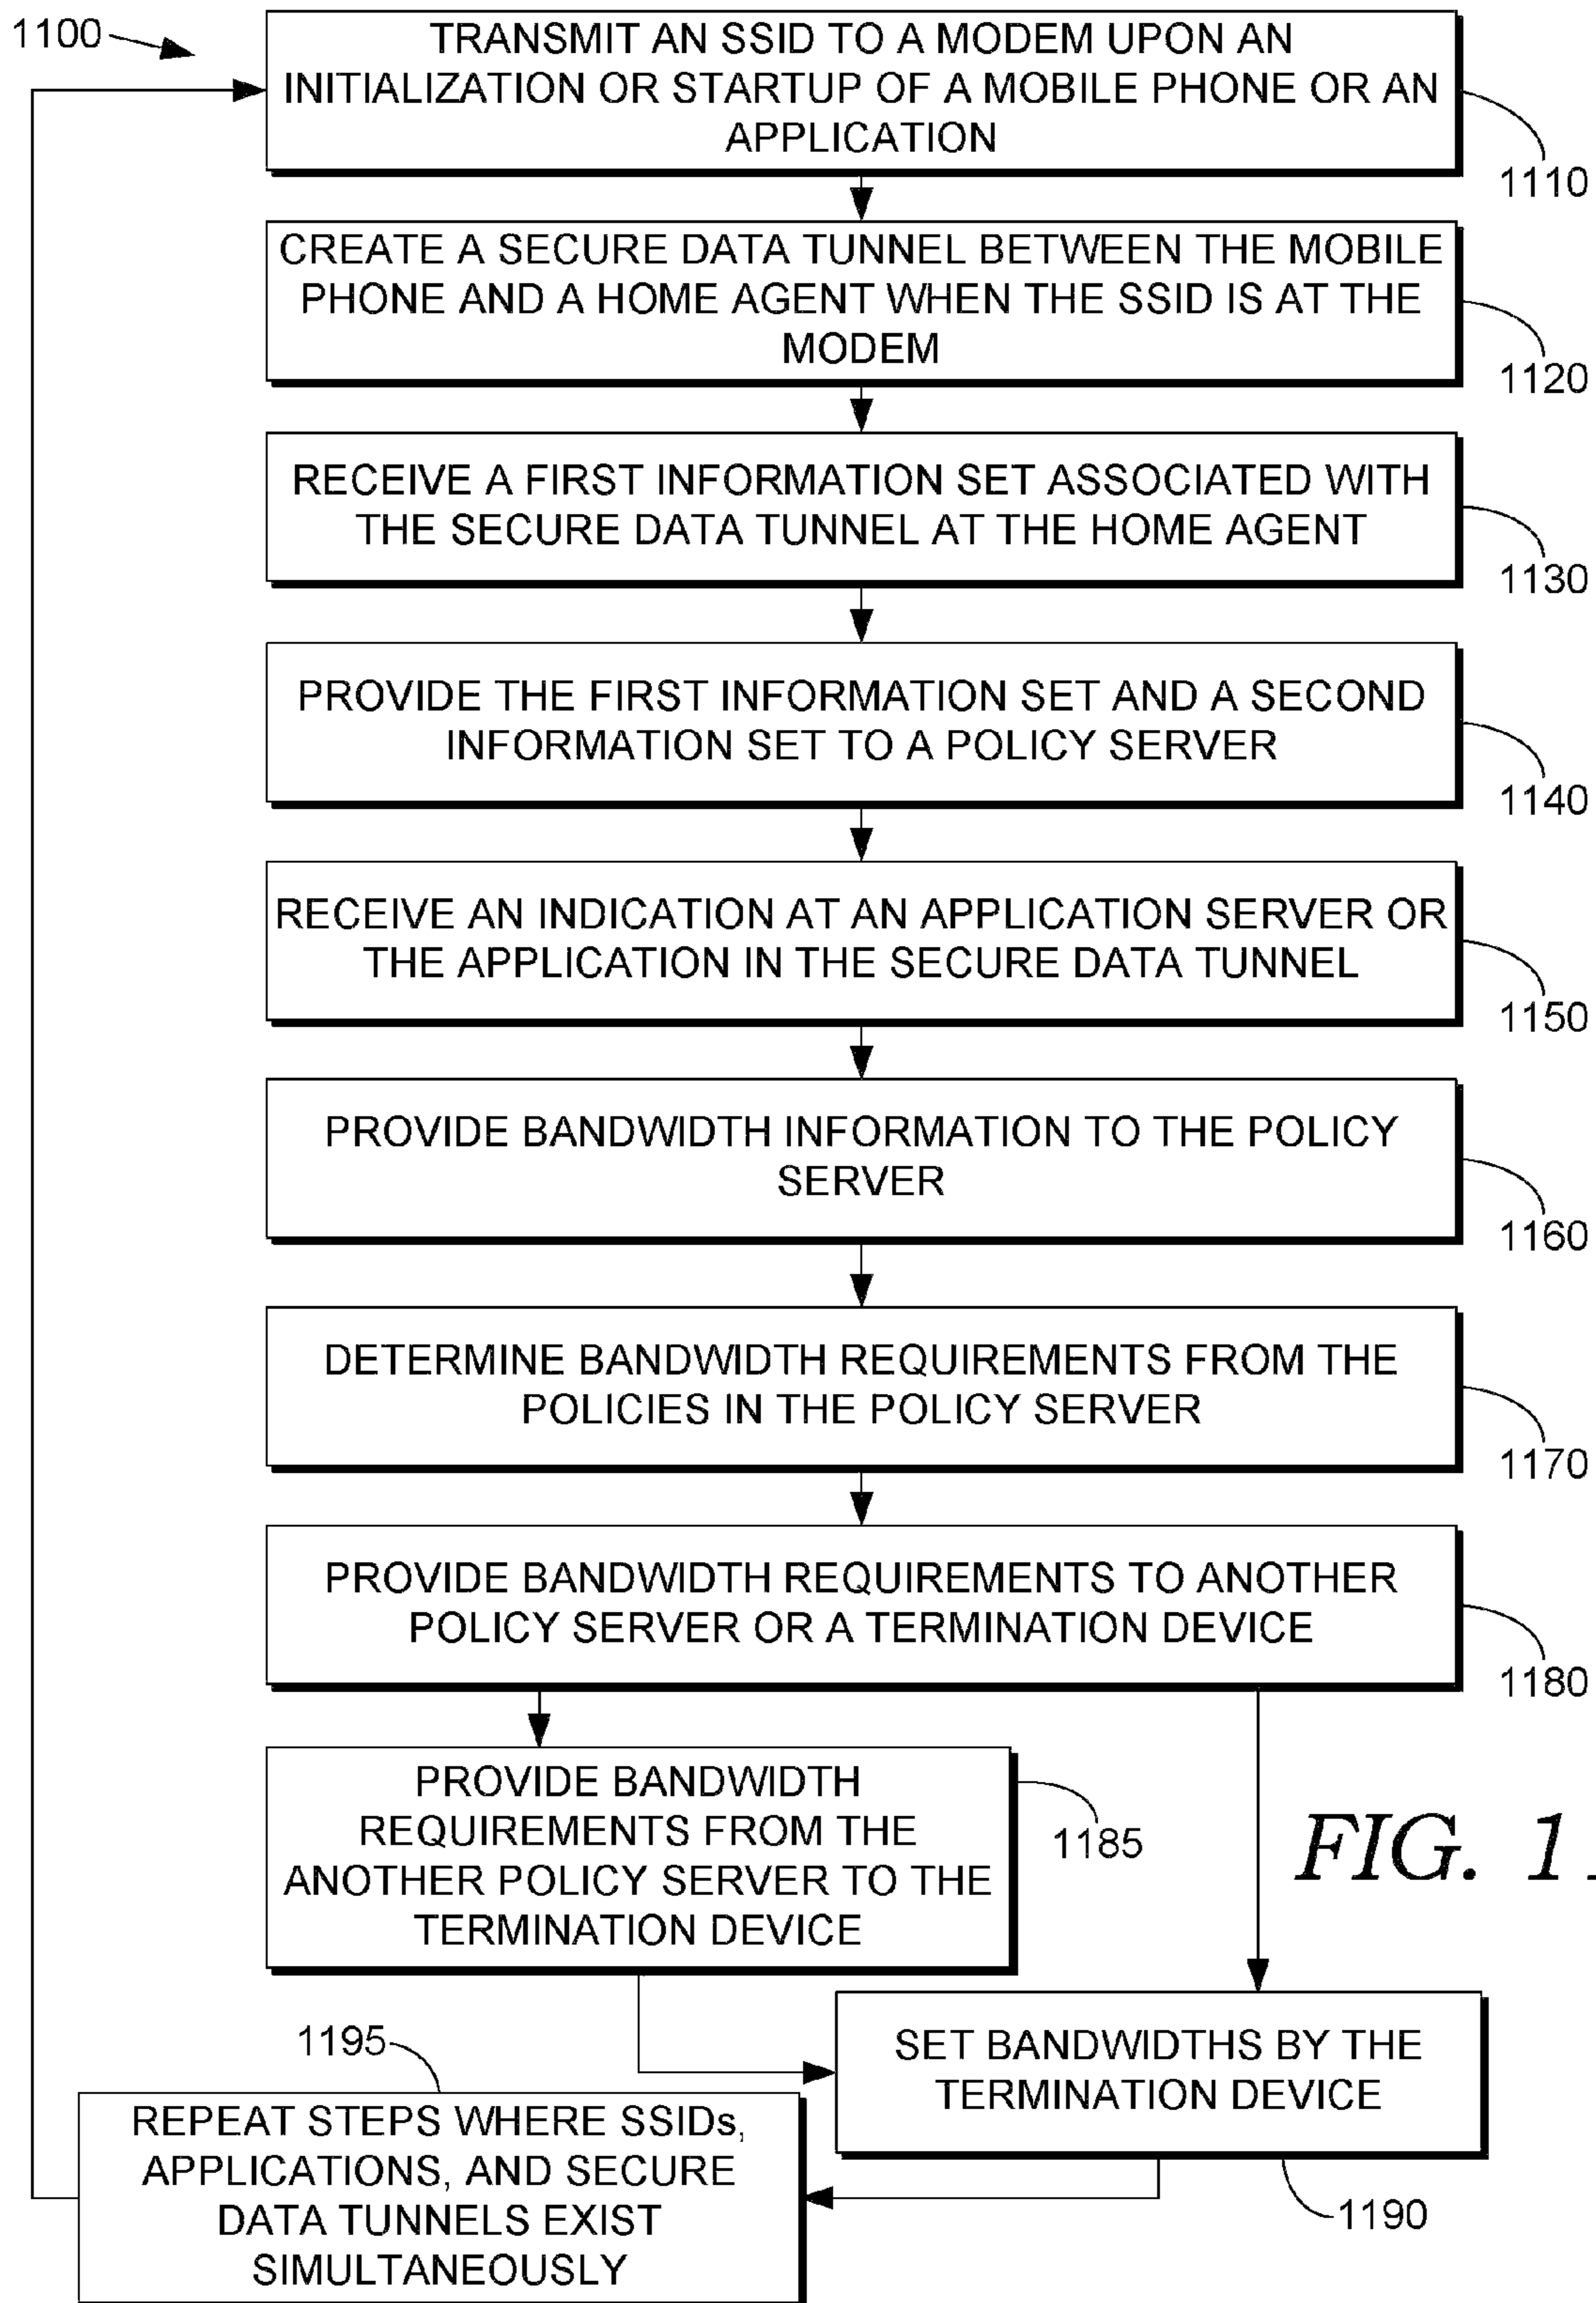 1100
TRANSMIT AN SSID TO A MODEM UPON AN
INITIALIZATION OR STARTUP OF A MOBILE PHONE OR AN
APPLICATION
1110
CREATE A SECURE DATA TUNNEL BETWEEN THE MOBILE
PHONE AND A HOME AGENT WHEN THE SSID IS AT THE
MODEM
1120
RECEIVE A FIRST INFORMATION SET ASSOCIATED WITH
THE SECURE DATA TUNNEL AT THE HOME AGENT
1130
PROVIDE THE FIRST INFORMATION SET AND A SECOND
INFORMATION SET TO A POLICY SERVER
1140
RECEIVE AN INDICATION AT AN APPLICATION SERVER OR
THE APPLICATION IN THE SECURE DATA TUNNEL
1150
PROVIDE BANDWIDTH INFORMATION TO THE POLICY
SERVER
1160
DETERMINE BANDWIDTH REQUIREMENTS FROM THE
POLICIES IN THE POLICY SERVER
1170
PROVIDE BANDWIDTH REQUIREMENTS TO ANOTHER
POLICY SERVER OR A TERMINATION DEVICE
1180
PROVIDE BANDWIDTH
REQUIREMENTS FROM THE
ANOTHER POLICY SERVER TO THE
TERMINATION DEVICE
1185
FIG. 11
SET BANDWIDTHS BY THE
TERMINATION DEVICE
1190
1195
REPEAT STEPS WHERE SSIDs,
APPLICATIONS, AND SECURE
DATA TUNNELS EXIST
SIMULTANEOUSLY